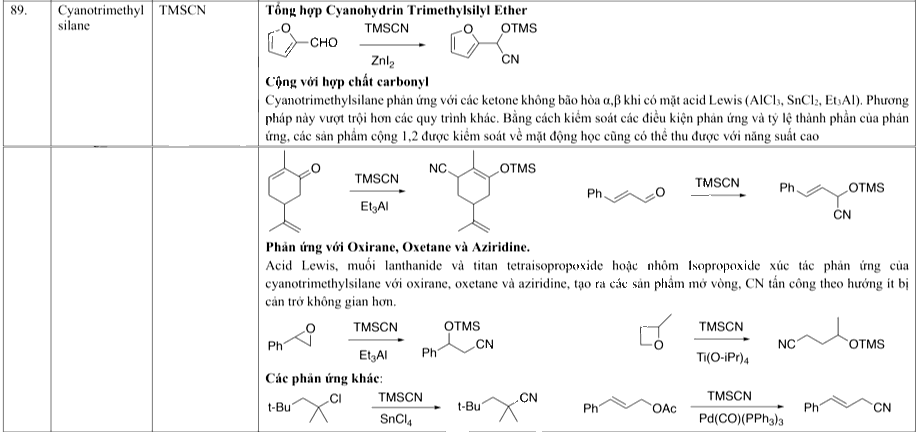 89.
Cyanotrimethyl
silane
TMSCN
Tổng hợp Cyanohydrin Trimethylsilyl Ether
O
CHO
TMSCN
ZnI2
O
OTMS
CN
Cộng với hợp chất carbonyl
Cyanotrimethylsilane phản ứng với các ketone không bão hòa α,β khi có mặt acid Lewis (AlCl3, SnCl2, Et3Al). Phương
pháp này vượt trội hơn các quy trình khác. Bằng cách kiểm soát các điều kiện phản ứng và tỷ lệ thành phần của phản
ứng, các sản phẩm cộng 1,2 được kiểm soát về mặt động học cũng có thể thu được với năng suất cao
O
TMSCN
Et3Al
NC
OTMS
Ph
O
TMSCN
Ph
OTMS
CN
Phản ứng với Oxirane, Oxetane và Aziridine.
Acid Lewis, muối lanthanide và titan tetraisopropoxide hoặc nhôm Isopropoxide xúc tác phản ứng của
cyanotrimethylsilane với oxirane, oxetane và aziridine, tạo ra các sản phẩm mở vòng, CN tấn công theo hướng ít bị
cản trở không gian hơn.
Ph
O
TMSCN
Et3Al
OTMS
Ph
CN
O
TMSCN
Ti(O-iPr)4
NC
OTMS
Các phản ứng khác:
t-Bu
Cl
TMSCN
SnCl4
t-Bu
CN
Ph
OAc
TMSCN
Pd(CO)(PPh3)3
Ph
CN